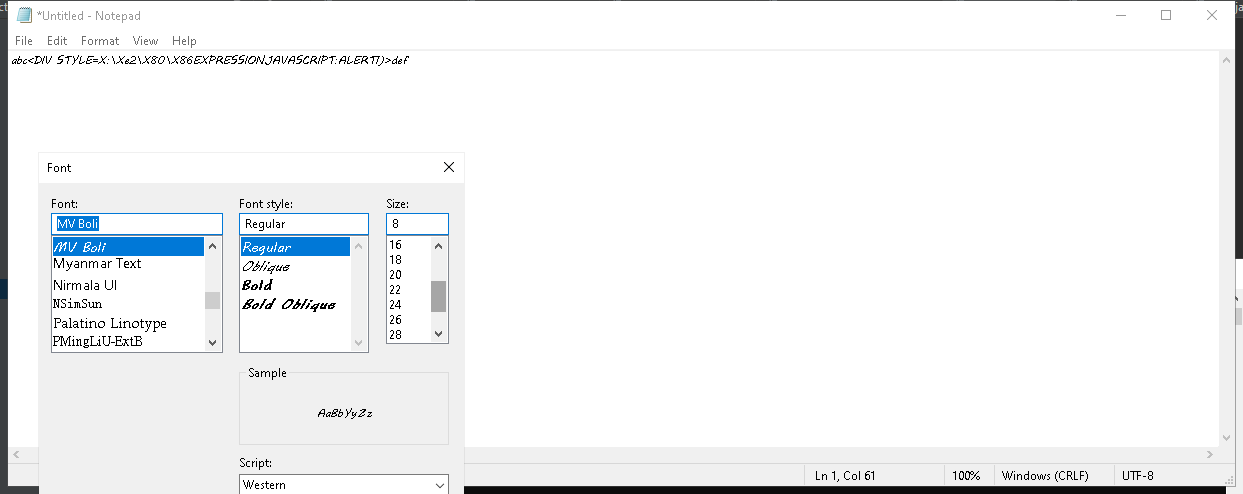 *Untitled - Notepad
File Edit Format View Help
abc<DIV STYLE=X:\Xe2\X80\X86EXPRESSIONJAVASCRIPT:ALERT1)>def
Font
Font: Font style: Size:
MV Boli Regular 8
MV Boli Regular 16
Myanmar Text Oblique 18
Nirmala UI Bold 20
NSimSun Bold Oblique 22
Palatino Linotype 24
PMingLiU-ExtB 26
28
Sample
AaBbYyZz
Script:
Western
Ln 1, Col 61 100% Windows (CRLF) UTF-8